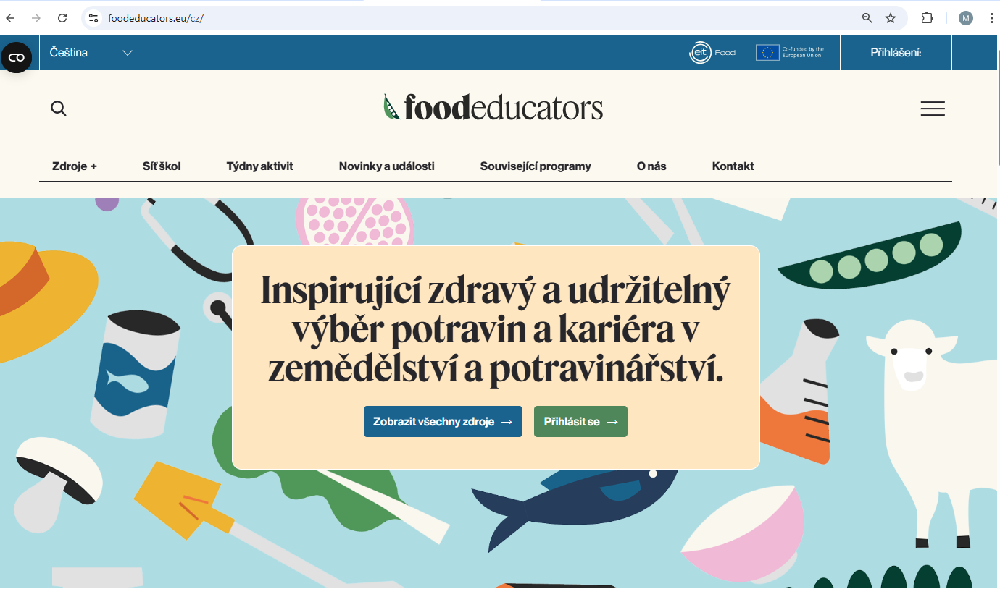 foodeducators.eu/cz/
M
Čeština
eit Food
Co-funded by the
European Union
Přihlášení:
foodeducators
Zdroje +
Síť škol
Týdny aktivit
Novinky a události
Související programy
O nás
Kontakt
Inspirující zdravý a udržitelný
výběr potravin a kariéra v
zemědělství a potravinářství.
Zobrazit všechny zdroje →
Přihlásit se →